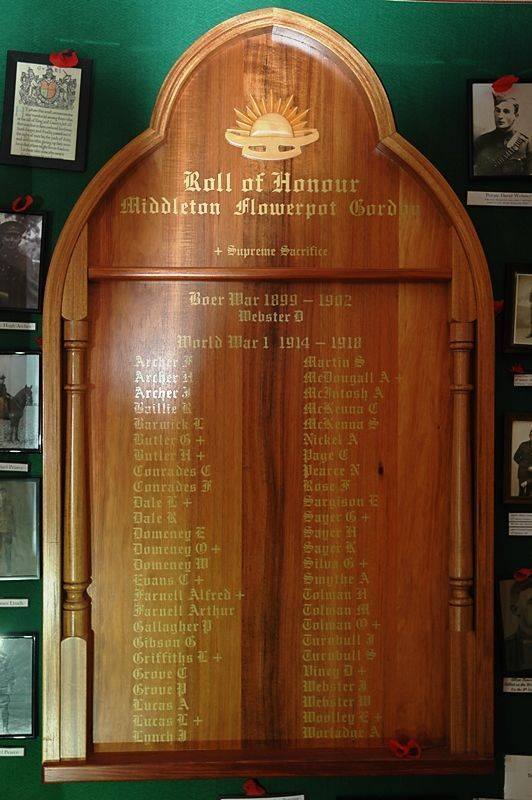 Roll of Honour
Middleton Flowerpot Gordon
+ Supreme Sacrifice
Boer War 1899 – 1902
Webster D
World War 1 1914 – 1918
Archer F
Archer H
Archer J
Baillie R
Barwick L
Butler G +
Butler H +
Conrades C
Conrades F
Dale L +
Dale R
Domeney E
Domeney O +
Domeney W
Evans C +
Farnell Alfred +
Farnell Arthur
Gallagher P
Gibson G
Griffiths L +
Grove C
Grove P
Lucas A
Lucas L +
Lynch J
Martin S
McDougall A +
McIntosh A
McKenna C
McKenna S
Nickel A
Page C
Pearce N
Rose F
Sargison E
Sayer G +
Sayer H
Sayer R
Silva G +
Smythe A
Tolman H
Tolman M
Tolman O +
Turnbull J
Turnbull S
Viney D +
Webster J
Webster W
Woolley E +
Worladge A